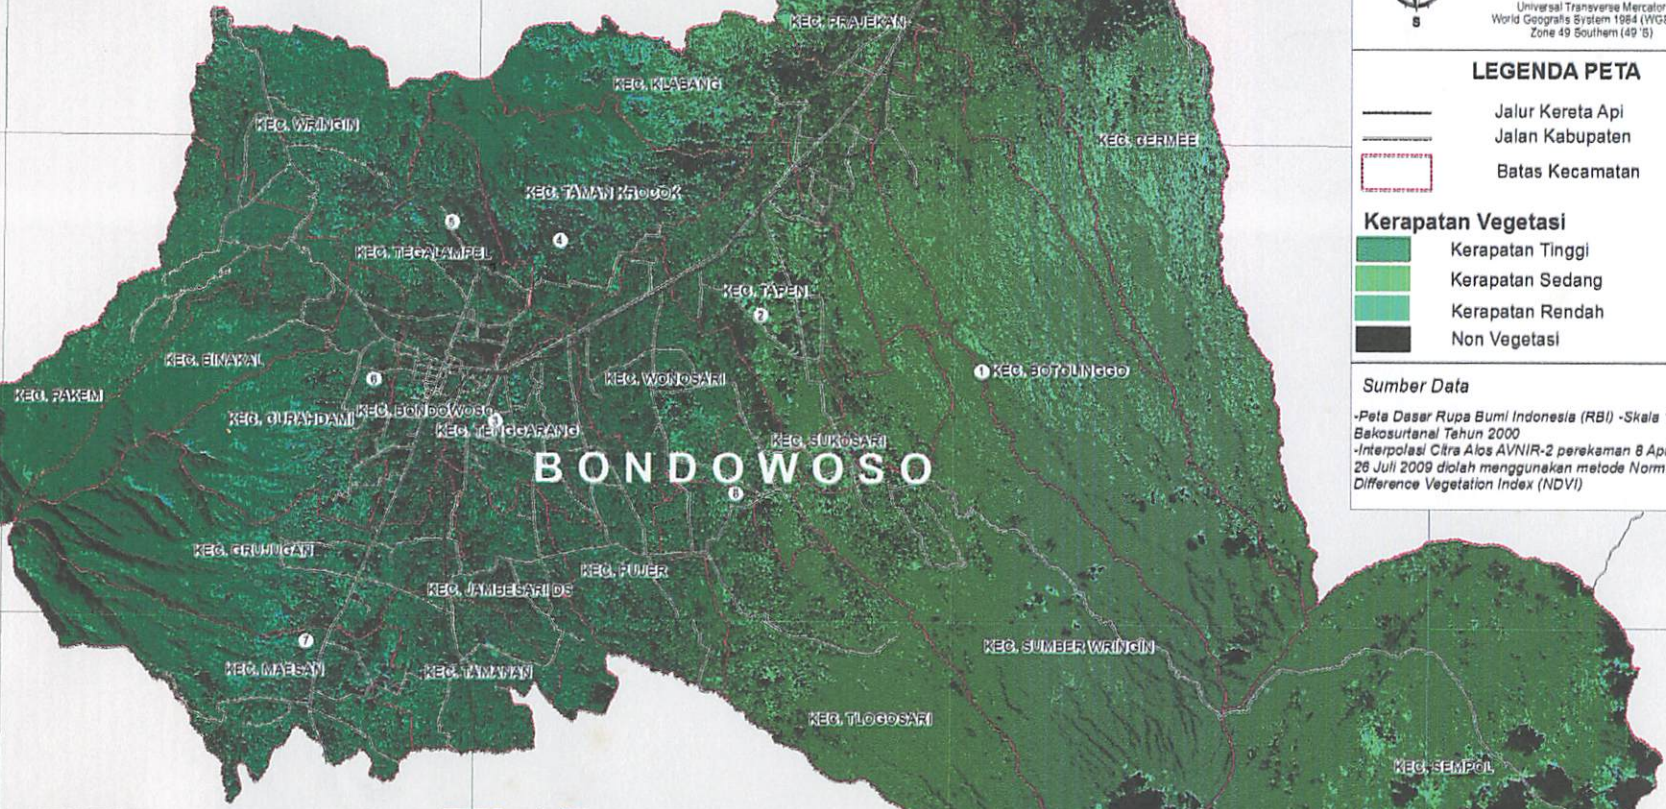 KEC. PRAJEKAN
KEC. KLABANG
KEC. WRINGIN
KEC. CERMEE
KEC. TAMAN KROCOK
5
4
KEC. TEGALAMPEL
KEC. TAPEN
2
KEC. BINAKAL
1
KEC. BOTOLINGGO
6
KEC. WONOSARI
KEC. PAKEM
KEC. CURAHDAMI
KEC. BONDOWOSO
3
KEC. TENGGARANG
KEC. SUKOSARI
BONDOWOSO
8
KEC. GRUJUGAN
KEC. PUJER
KEC. JAMBESARI DS
7
KEC. SUMBER WRINGIN
KEC. MAESAN
KEC. TAMANAN
KEC. TLOGOSARI
KEC. SEMPOL
S
Universal Transverse Mercator
World Geografis System 1984 (WGS
Zone 49 Southern (49 'S)
LEGENDA PETA
Jalur Kereta Api
Jalan Kabupaten
Batas Kecamatan
Kerapatan Vegetasi
Kerapatan Tinggi
Kerapatan Sedang
Kerapatan Rendah
Non Vegetasi
Sumber Data
-Peta Dasar Rupa Bumi Indonesia (RBI) -Skala
Bakosurtanal Tahun 2000
-Interpolasi Citra Alos AVNIR-2 perekaman 8 Ap
26 Juli 2009 diolah menggunakan metode Norm
Difference Vegetation Index (NDVI)